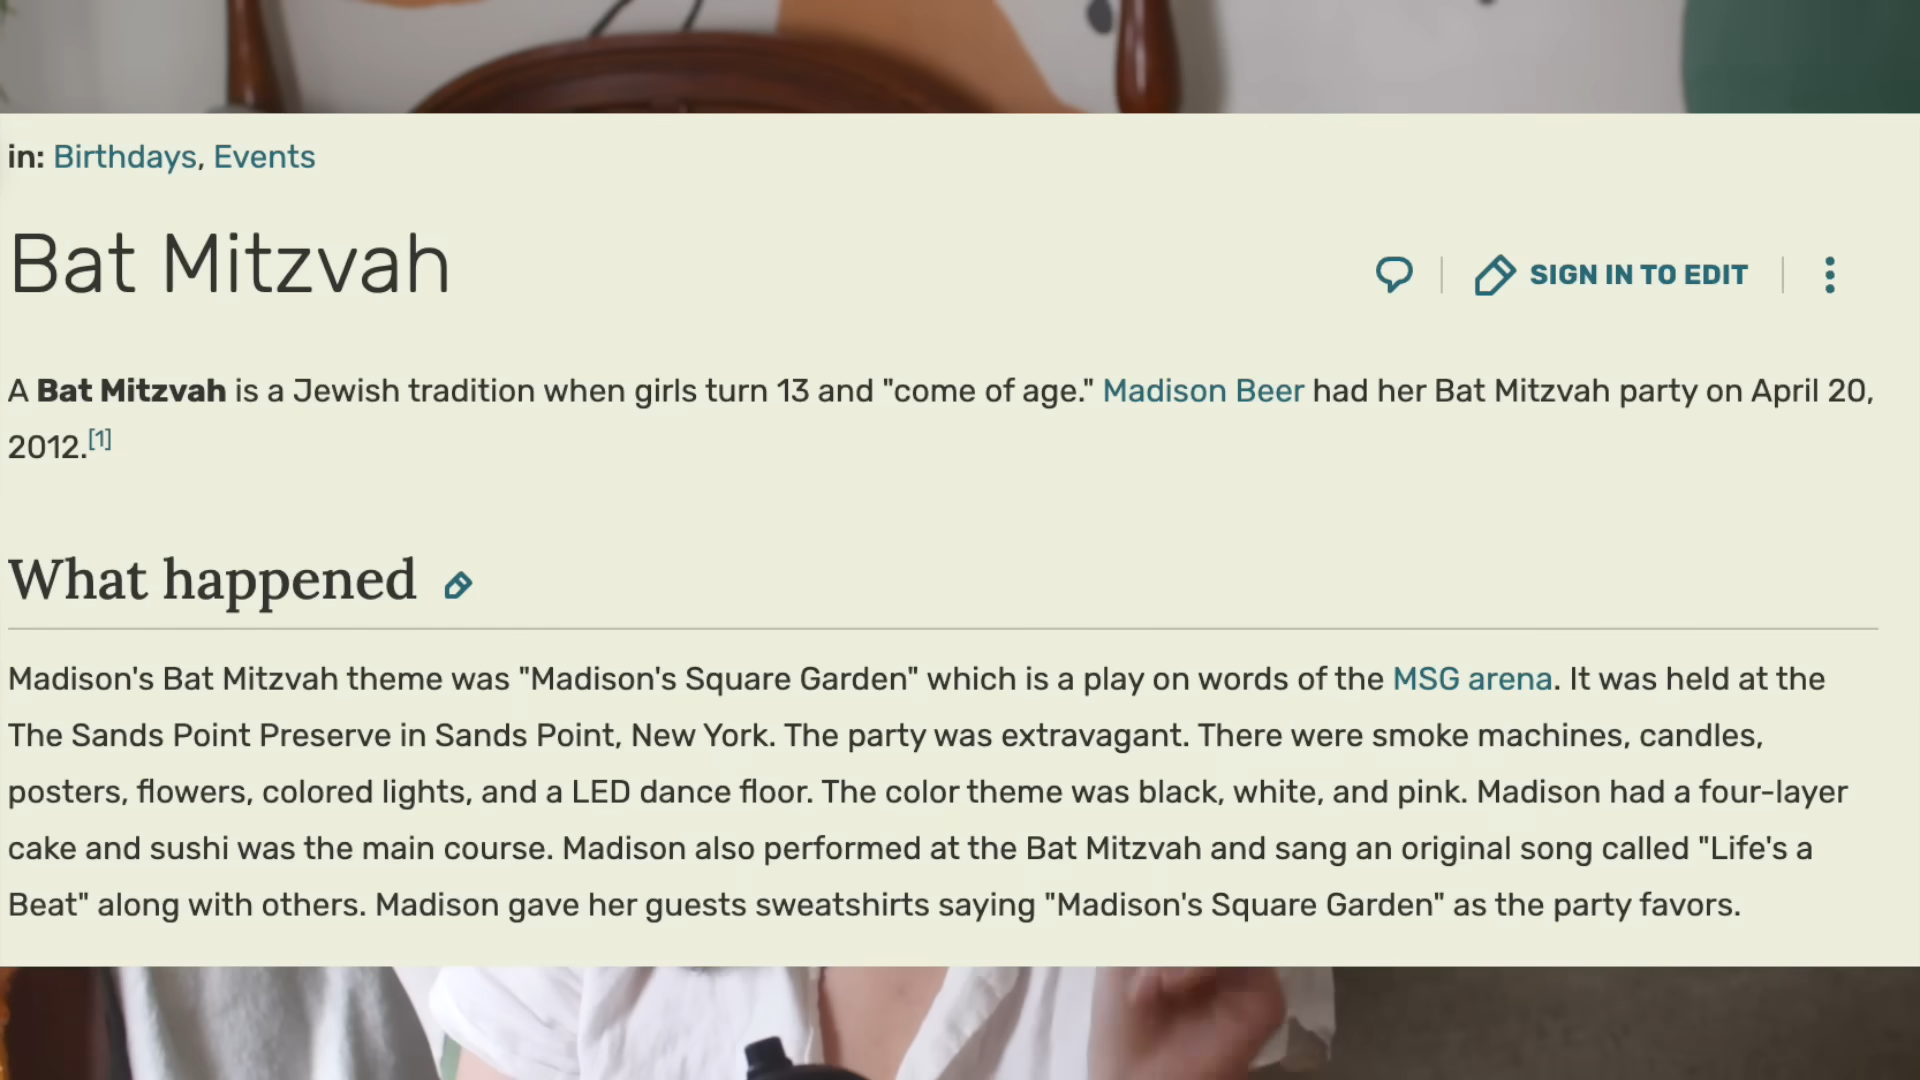 in: Birthdays, Events
Bat Mitzvah
SIGN IN TO EDIT
A Bat Mitzvah is a Jewish tradition when girls turn 13 and "come of age." Madison Beer had her Bat Mitzvah party on April 20,
2012.[1]
What happened
Madison's Bat Mitzvah theme was "Madison's Square Garden" which is a play on words of the MSG arena. It was held at the
The Sands Point Preserve in Sands Point, New York. The party was extravagant. There were smoke machines, candles,
posters, flowers, colored lights, and a LED dance floor. The color theme was black, white, and pink. Madison had a four-layer
cake and sushi was the main course. Madison also performed at the Bat Mitzvah and sang an original song called "Life's a
Beat" along with others. Madison gave her guests sweatshirts saying "Madison's Square Garden" as the party favors.